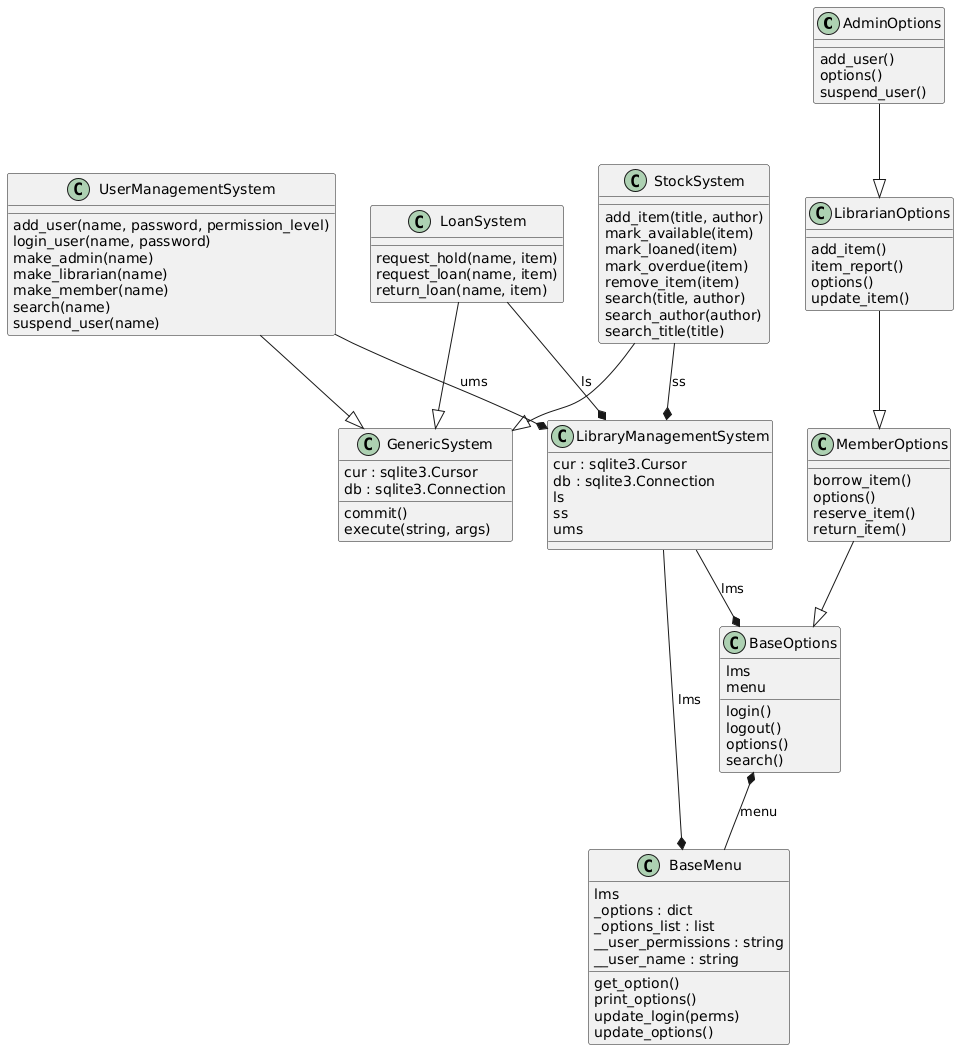 C AdminOptions
add_user()
options()
suspend_user()
C UserManagementSystem
add_user(name, password, permission_level)
login_user(name, password)
make_admin(name)
make_librarian(name)
make_member(name)
search(name)
suspend_user(name)
C LoanSystem
request_hold(name, item)
request_loan(name, item)
return_loan(name, item)
C StockSystem
add_item(title, author)
mark_available(item)
mark_loaned(item)
mark_overdue(item)
remove_item(item)
search(title, author)
search_author(author)
search_title(title)
C LibrarianOptions
add_item()
item_report()
options()
update_item()
ums
ls
ss
C GenericSystem
cur : sqlite3.Cursor
db : sqlite3.Connection
commit()
execute(string, args)
C LibraryManagementSystem
cur : sqlite3.Cursor
db : sqlite3.Connection
ls
ss
ums
C MemberOptions
borrow_item()
options()
reserve_item()
return_item()
lms
lms
C BaseOptions
lms
menu
login()
logout()
options()
search()
menu
C BaseMenu
lms
_options : dict
_options_list : list
__user_permissions : string
__user_name : string
get_option()
print_options()
update_login(perms)
update_options()